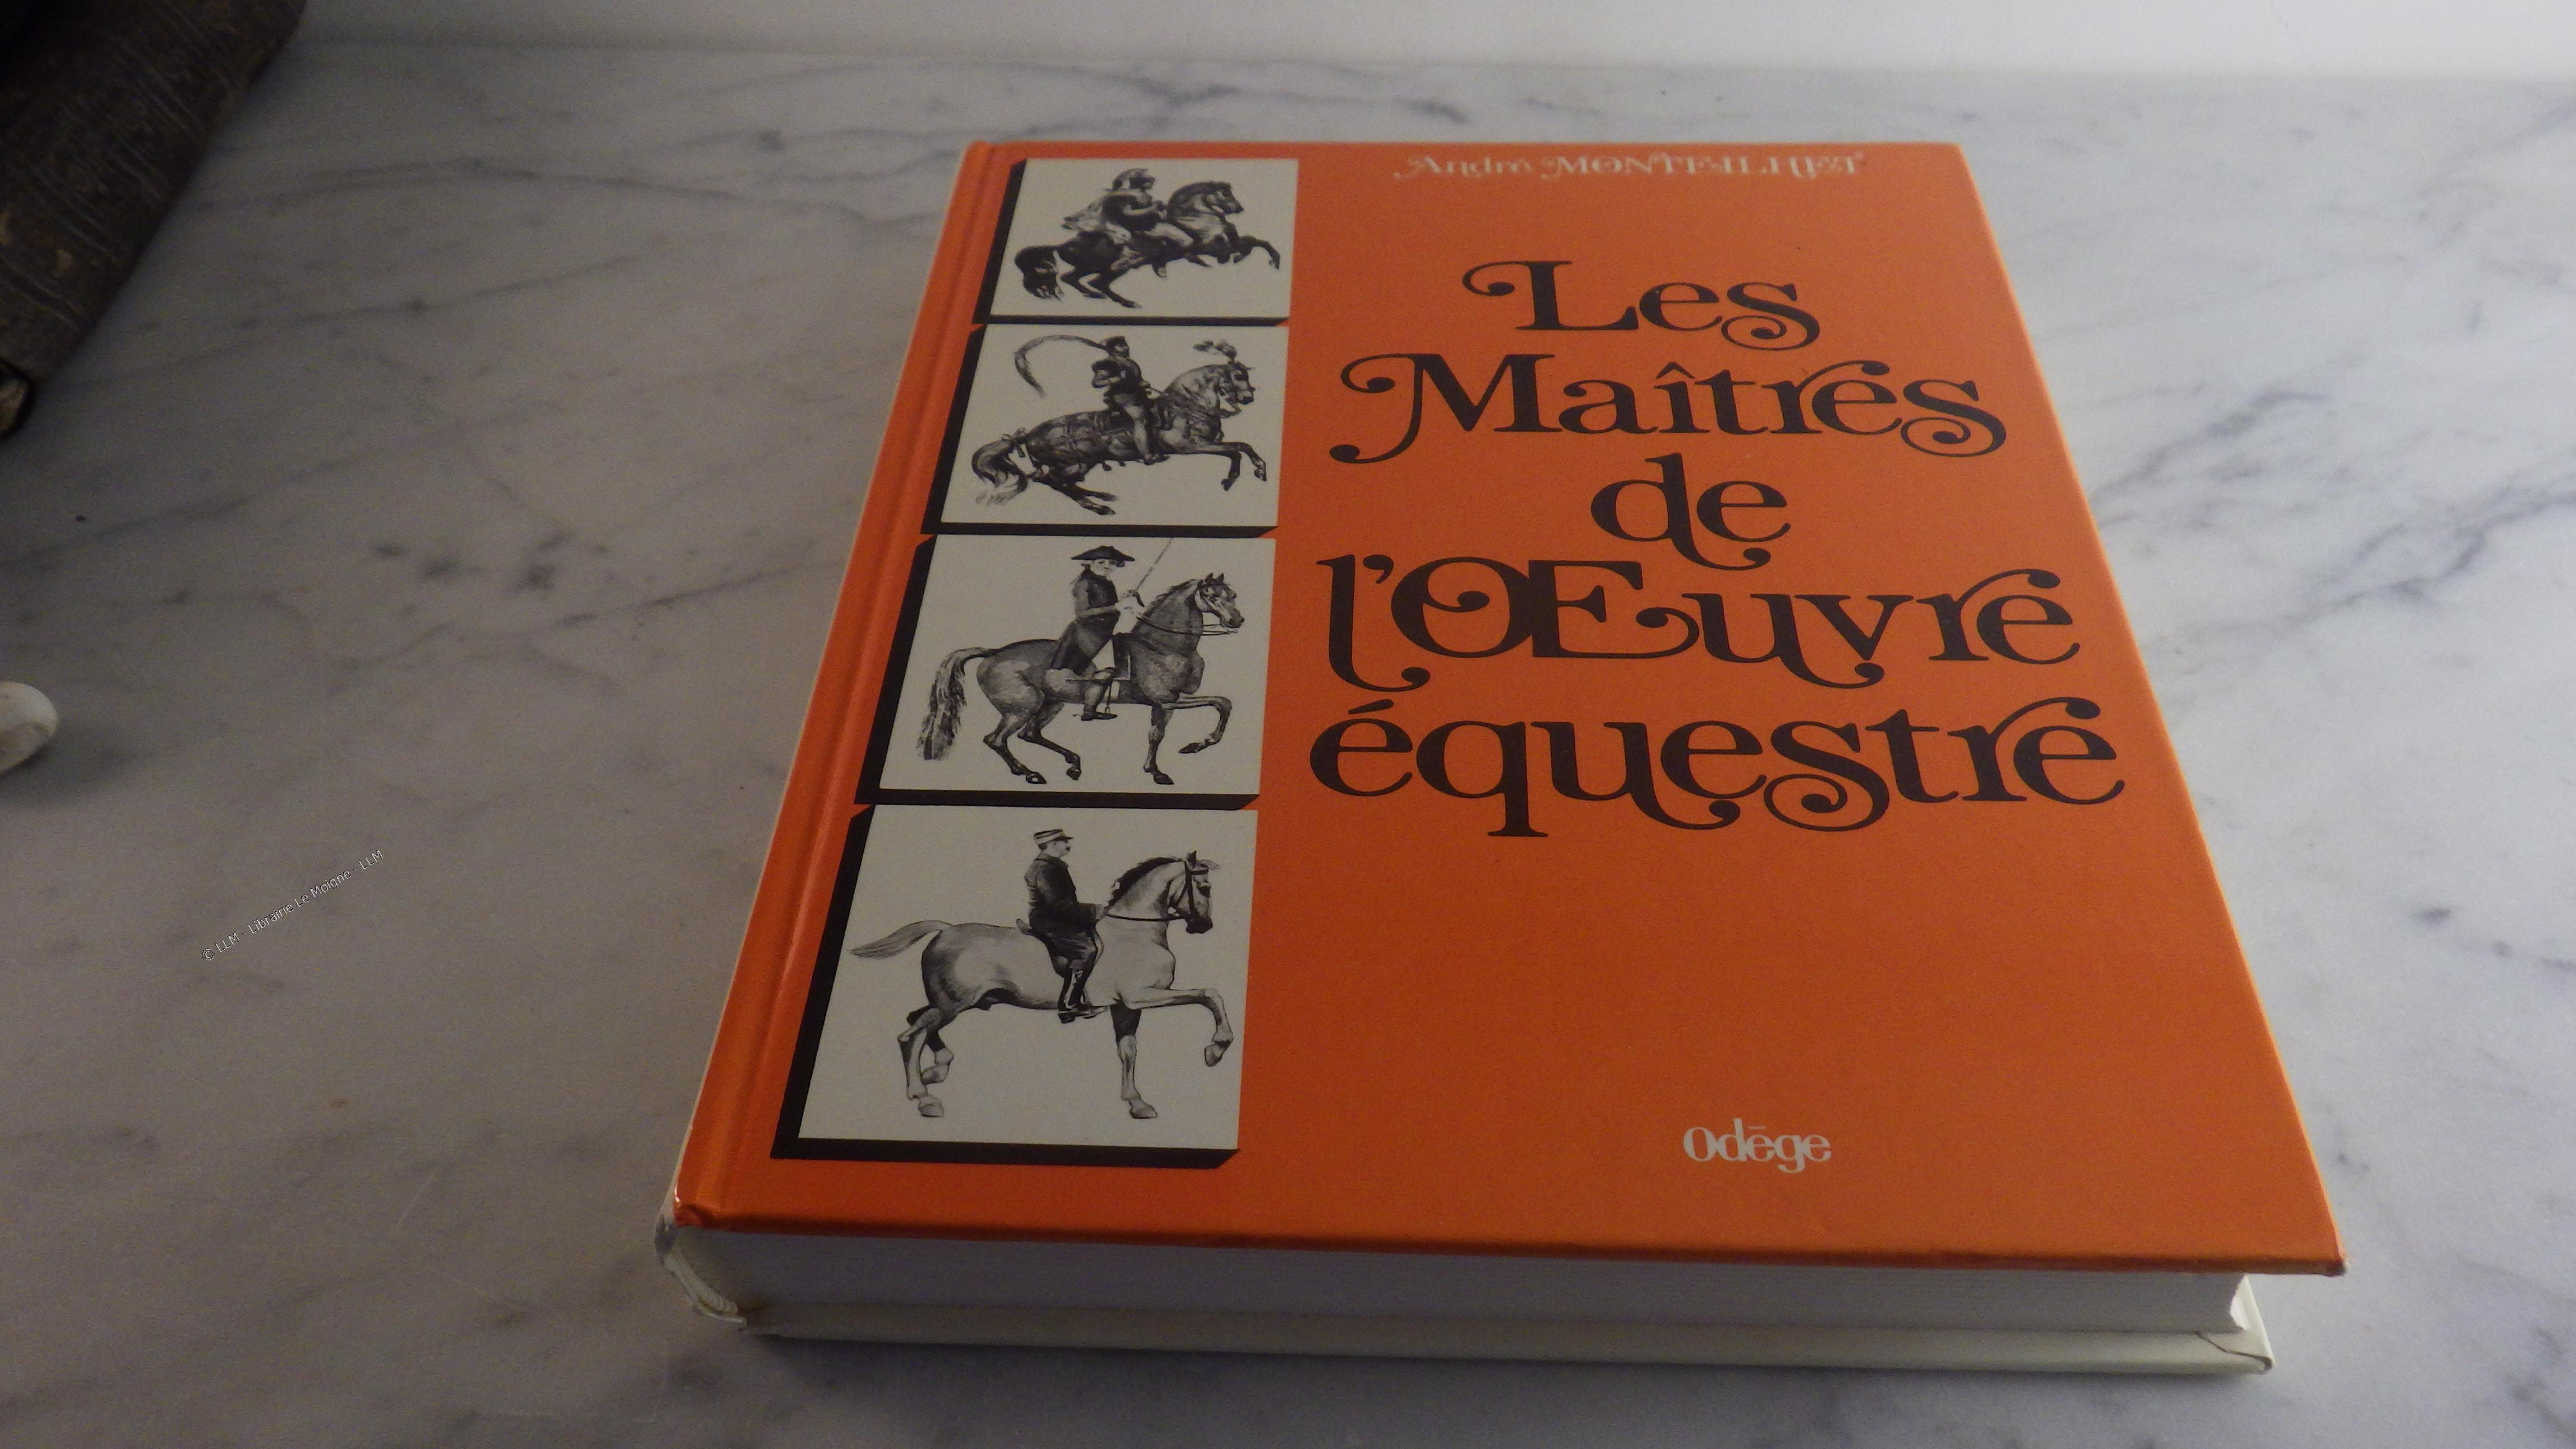 André MONTEILHET
Les
Maîtres
de
l'Œuvre
équestre
Odège
© LLM - Librairie Le Moigne - LLM